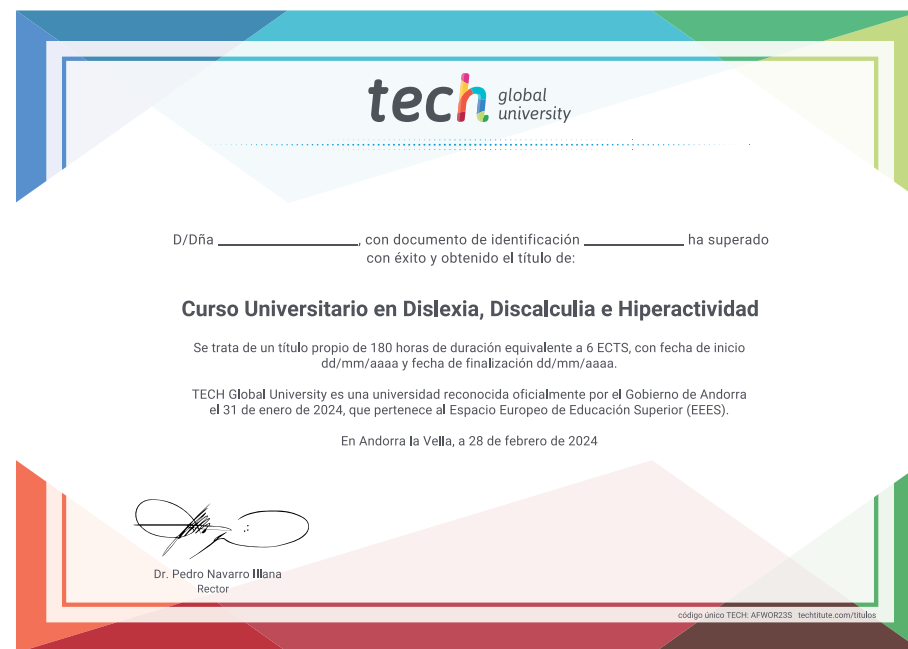 tech global university
D/Dña ____________________, con documento de identificación ______________ ha superado
con éxito y obtenido el título de:
Curso Universitario en Dislexia, Discalculia e Hiperactividad
Se trata de un título propio de 180 horas de duración equivalente a 6 ECTS, con fecha de inicio
dd/mm/aaaa y fecha de finalización dd/mm/aaaa.
TECH Global University es una universidad reconocida oficialmente por el Gobierno de Andorra
el 31 de enero de 2024, que pertenece al Espacio Europeo de Educación Superior (EEES).
En Andorra la Vella, a 28 de febrero de 2024
Dr. Pedro Navarro Illana
Rector
código único TECH: AFWOR23S techtitute.com/titulos